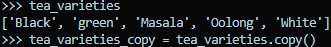 >>> tea_varieties
['Black', 'green', 'Masala', 'Oolong', 'White']
>>> tea_varieties_copy = tea_varieties.copy()